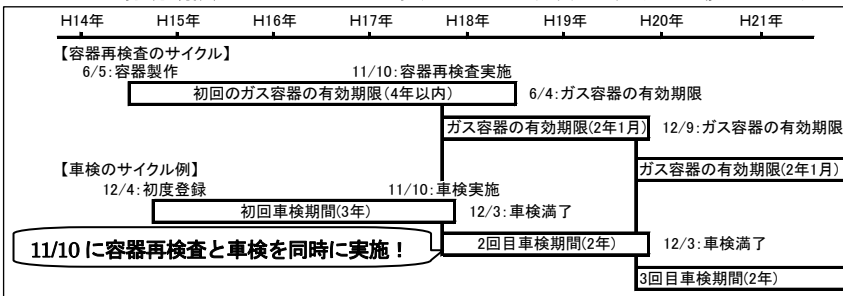 H14年 H15年 H16年 H17年 H18年 H19年 H20年 H21年
【容器再検査のサイクル】
6/5:容器製作 11/10:容器再検査実施
初回のガス容器の有効期限(4年以内) 6/4:ガス容器の有効期限
ガス容器の有効期限(2年1月) 12/9:ガス容器の有効期限
【車検のサイクル例】 ガス容器の有効期限(2年1月)
12/4:初度登録 11/10:車検実施
初回車検期間(3年) 12/3:車検満了
11/10に容器再検査と車検を同時に実施! 2回目車検期間(2年) 12/3:車検満了
3回目車検期間(2年)